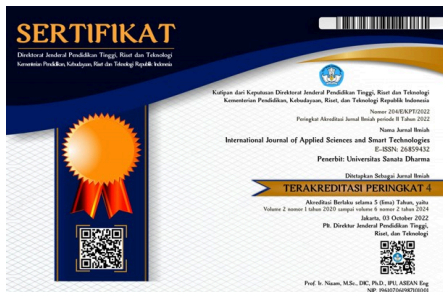 SERTIFIKAT
Direktorat Jenderal Pendidikan Tinggi, Riset dan Teknologi
Kementerian Pendidikan, Kebudayaan, Riset dan Teknologi Republik Indonesia
Kutipan dari Keputusan Direktorat Jenderal Pendidikan Tinggi, Riset dan Teknologi
Kementerian Pendidikan, Kebudayaan, Riset, dan Teknologi Republik Indonesia
Nomor 204/E/KPT/2022
Peringkat Akreditasi Jurnal Ilmiah periode II Tahun 2022
Nama Jurnal Ilmiah
International Journal of Applied Sciences and Smart Technologies
E-ISSN: 26859432
Penerbit: Universitas Sanata Dharma
Ditetapkan Sebagai Jurnal Ilmiah
TERAKREDITASI PERINGKAT 4
Akreditasi Berlaku selama 5 (lima) Tahun, yaitu
Volume 2 nomor 1 tahun 2020 sampai volume 6 nomor 2 tahun 2024
Jakarta, 03 October 2022
Plt. Direktur Jenderal Pendidikan Tinggi,
Riset, dan Teknologi
Prof. Ir. Nizam, M.Sc., DIC, Ph.D., IPU, ASEAN Eng
NIP. 196107061987101001